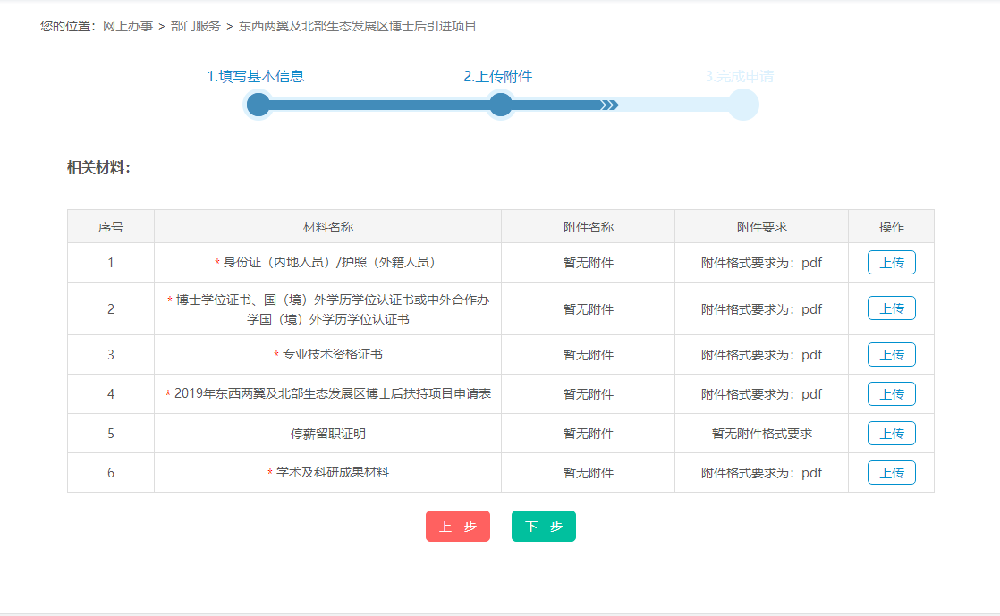 您的位置：网上办事 > 部门服务 > 东西两翼及北部生态发展区博士后引进项目
1.填写基本信息 2.上传附件 3.完成申请
相关材料：
序号 材料名称 附件名称 附件要求 操作
1 * 身份证（内地人员）/护照（外籍人员） 暂无附件 附件格式要求为：pdf 上传
2 * 博士学位证书、国（境）外学历学位认证书或中外合作办
学国（境）外学历学位认证书 暂无附件 附件格式要求为：pdf 上传
3 * 专业技术资格证书 暂无附件 附件格式要求为：pdf 上传
4 * 2019年东西两翼及北部生态发展区博士后扶持项目申请表 暂无附件 附件格式要求为：pdf 上传
5 停薪留职证明 暂无附件 暂无附件格式要求 上传
6 * 学术及科研成果材料 暂无附件 附件格式要求为：pdf 上传
上一步 下一步